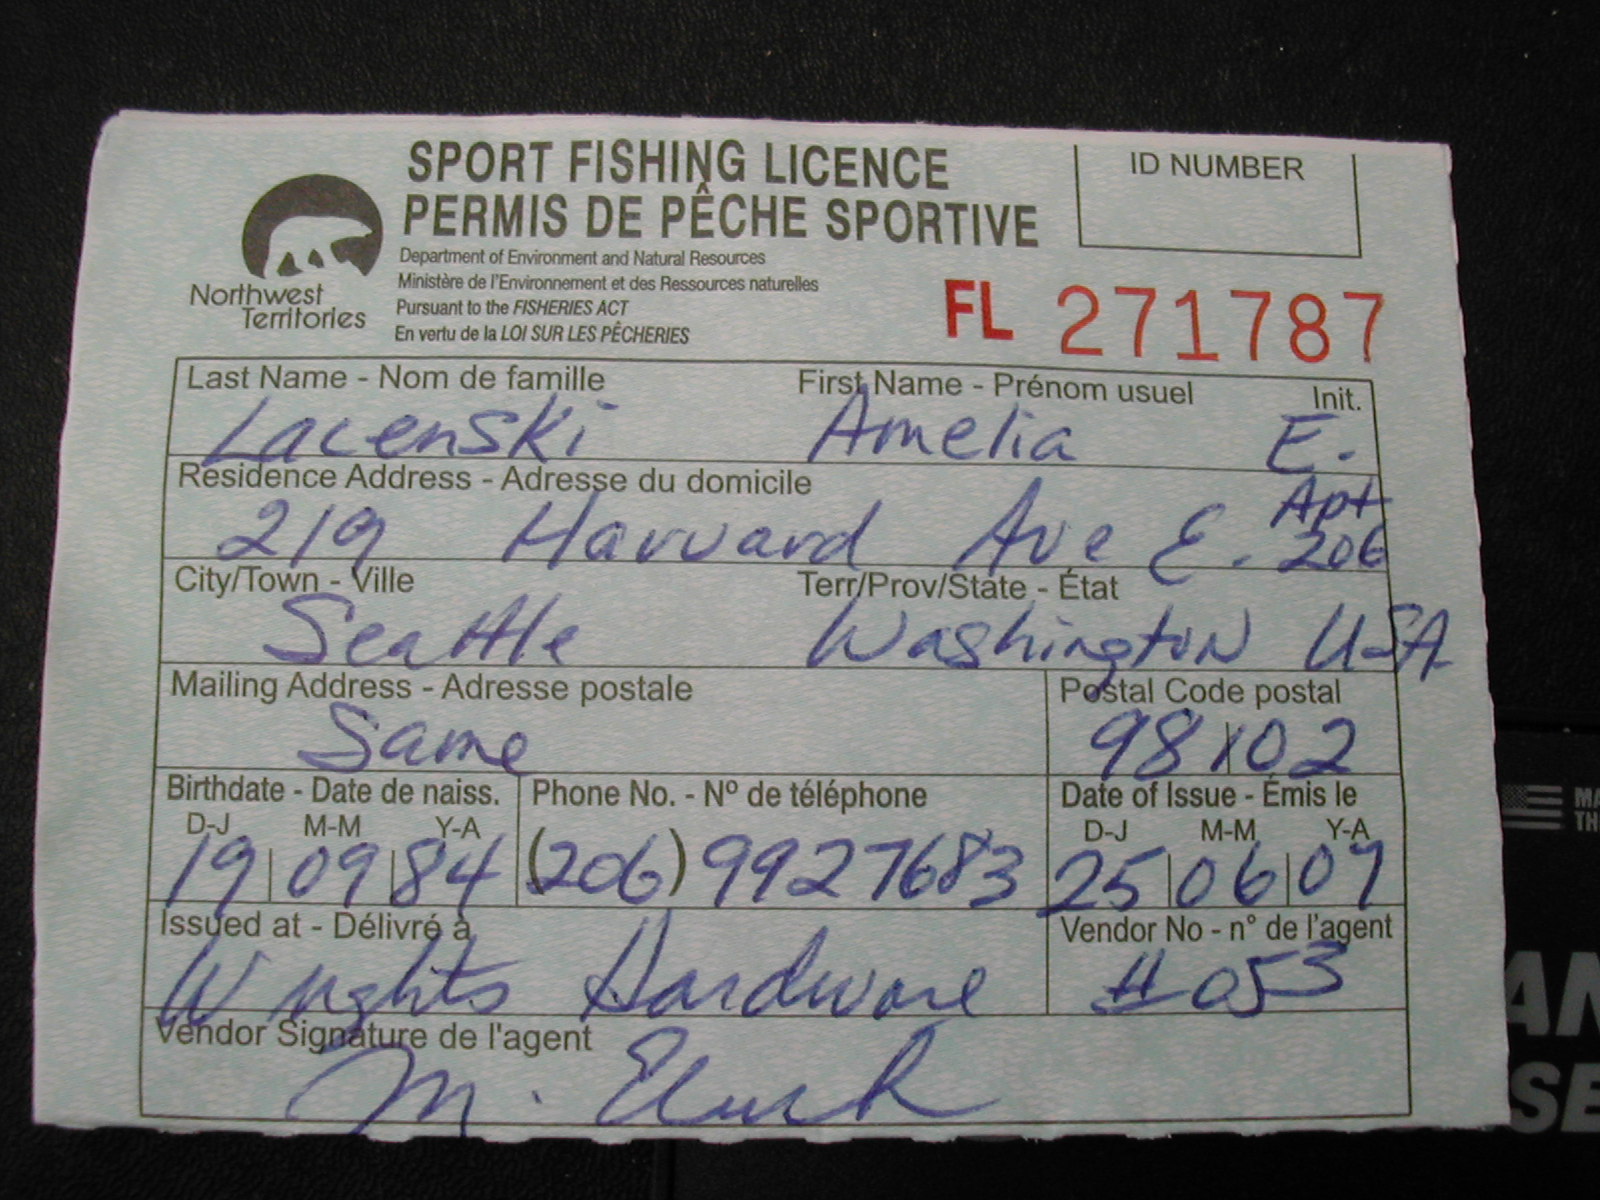 SPORT FISHING LICENCE
PERMIS DE PÊCHE SPORTIVE
ID NUMBER
Department of Environment and Natural Resources
Ministère de l'Environnement et des Ressources naturelles
Pursuant to the FISHERIES ACT
En vertu de la LOI SUR LES PÊCHERIES
Northwest
Territories
FL 271787
Last Name - Nom de famille First Name - Prénom usuel Init.
Lacenski Amelia E.
Residence Address - Adresse du domicile
219 Harvard Ave E. Apt 206
City/Town - Ville Terr/Prov/State - État
Seattle Washington USA
Mailing Address - Adresse postale Postal Code postal
Same 98102
Birthdate - Date de naiss. Phone No. - Nº de téléphone Date of Issue - Émis le
D-J M-M Y-A D-J M-M Y-A
19 09 84 (206) 9927683 25 06 07
Issued at - Délivré à Vendor No - n° de l'agent
Wrights Hardware #053
Vendor Signature de l'agent
M.
MA
TH
AN
SE